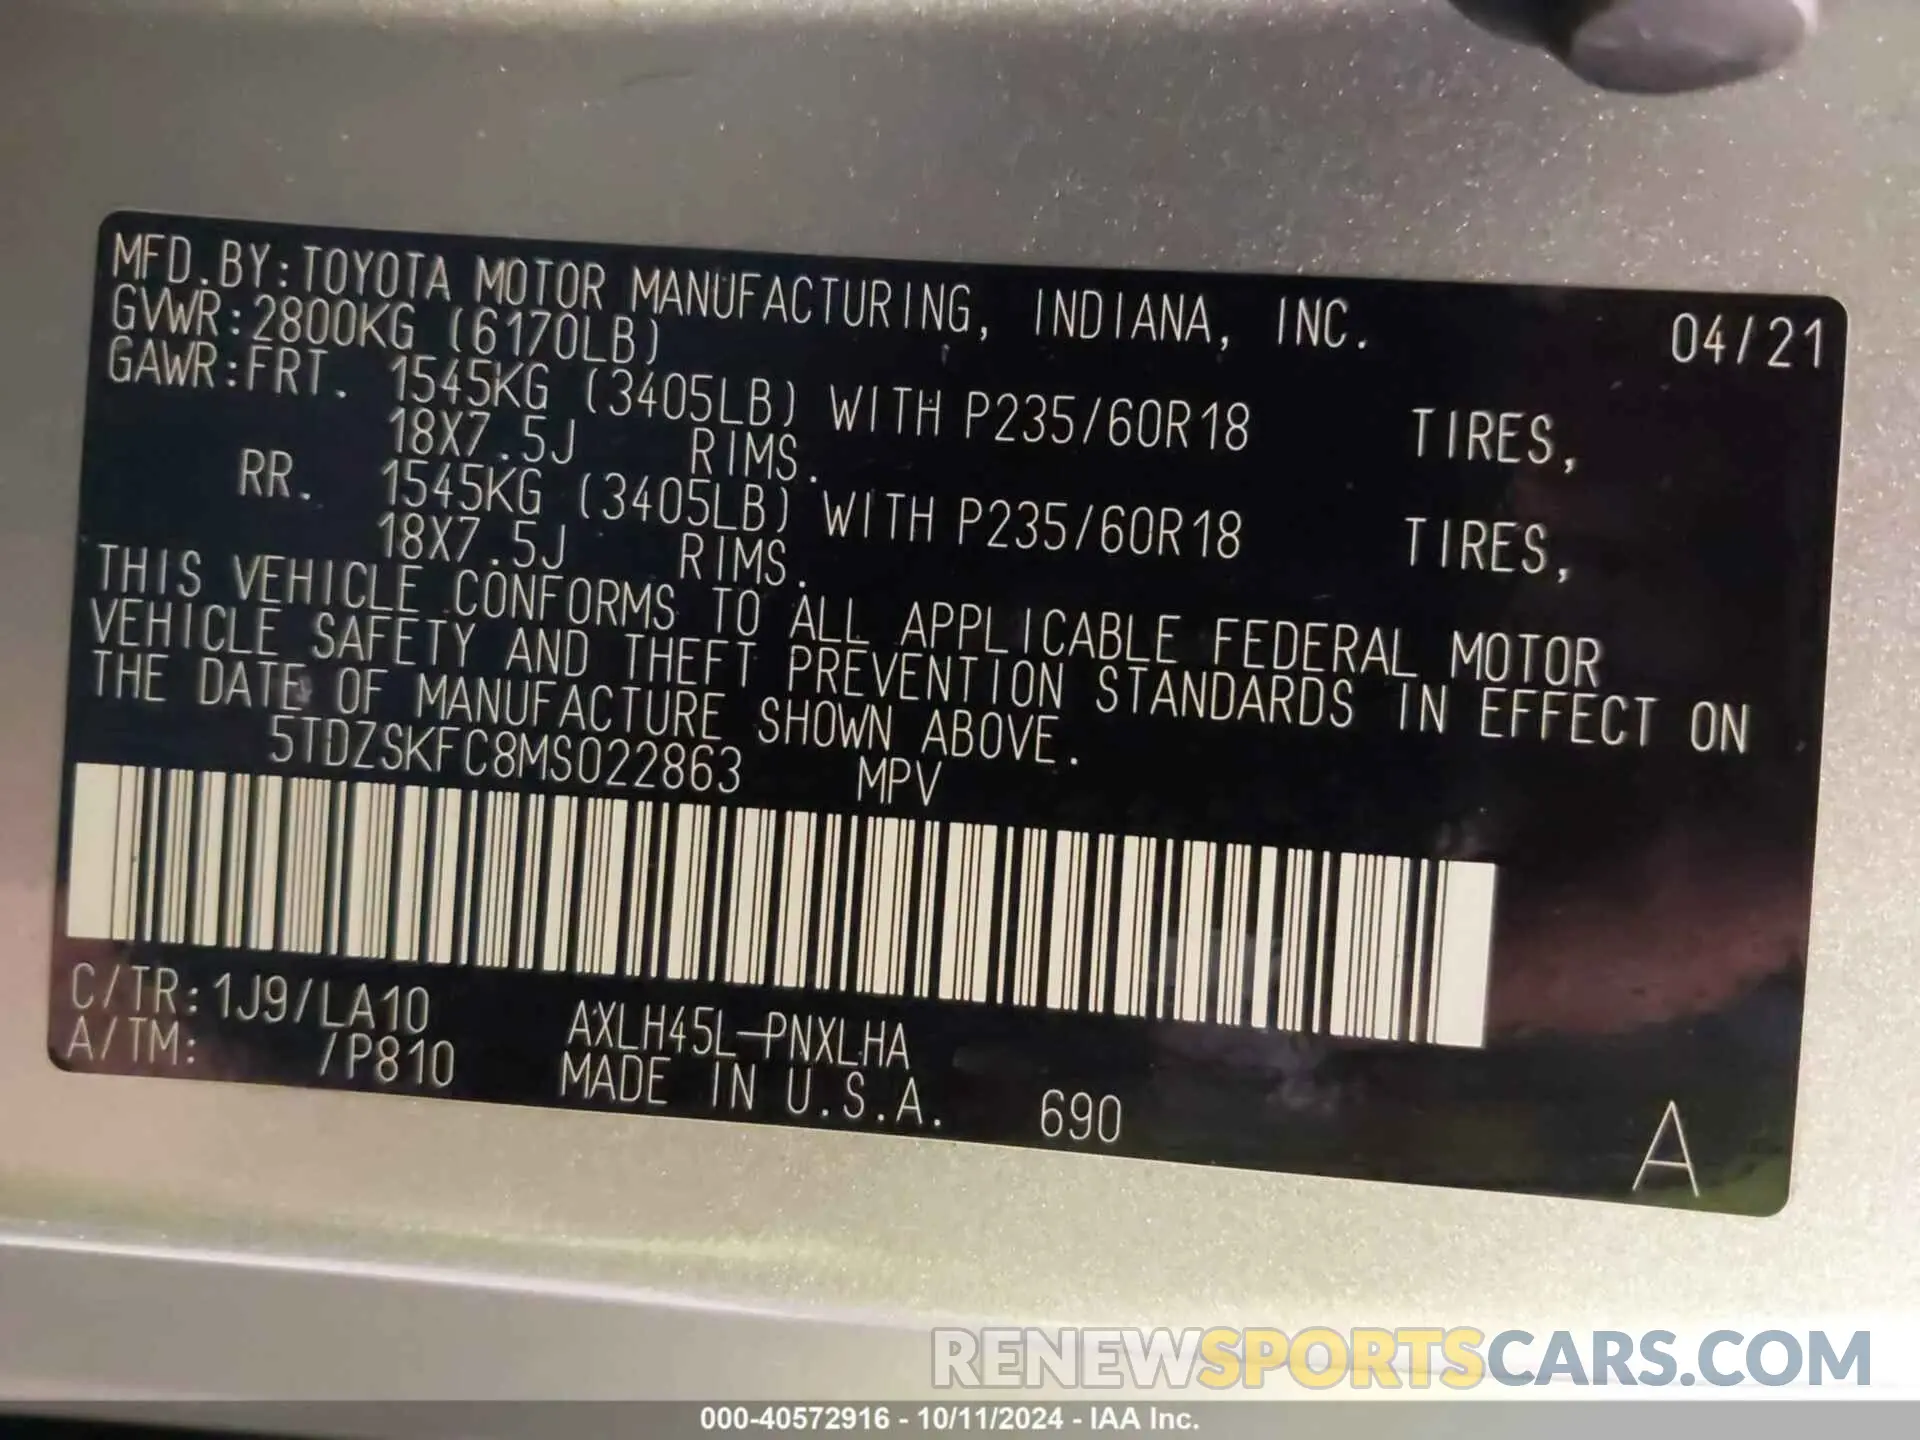 MFD.BY:TOYOTA MOTOR MANUFACTURING, INDIANA, INC. 04/21
GVWR:2800KG (6170LB)
GAWR:FRT. 1545KG (3405LB) WITH P235/60R18 TIRES,
18X7.5J RIMS.
RR. 1545KG (3405LB) WITH P235/60R18 TIRES,
18X7.5J RIMS.
THIS VEHICLE CONFORMS TO ALL APPLICABLE FEDERAL MOTOR
VEHICLE SAFETY AND THEFT PREVENTION STANDARDS IN EFFECT ON
THE DATE OF MANUFACTURE SHOWN ABOVE.
5TDZSKFC8MS022863 MPV
C/TR:1J9/LA10 AXLH45L-PNXLHA
A/TM: /P810 MADE IN U.S.A. 690 A
RENEWSPORTSCARS.COM
000-40572916 - 10/11/2024 - IAA Inc.